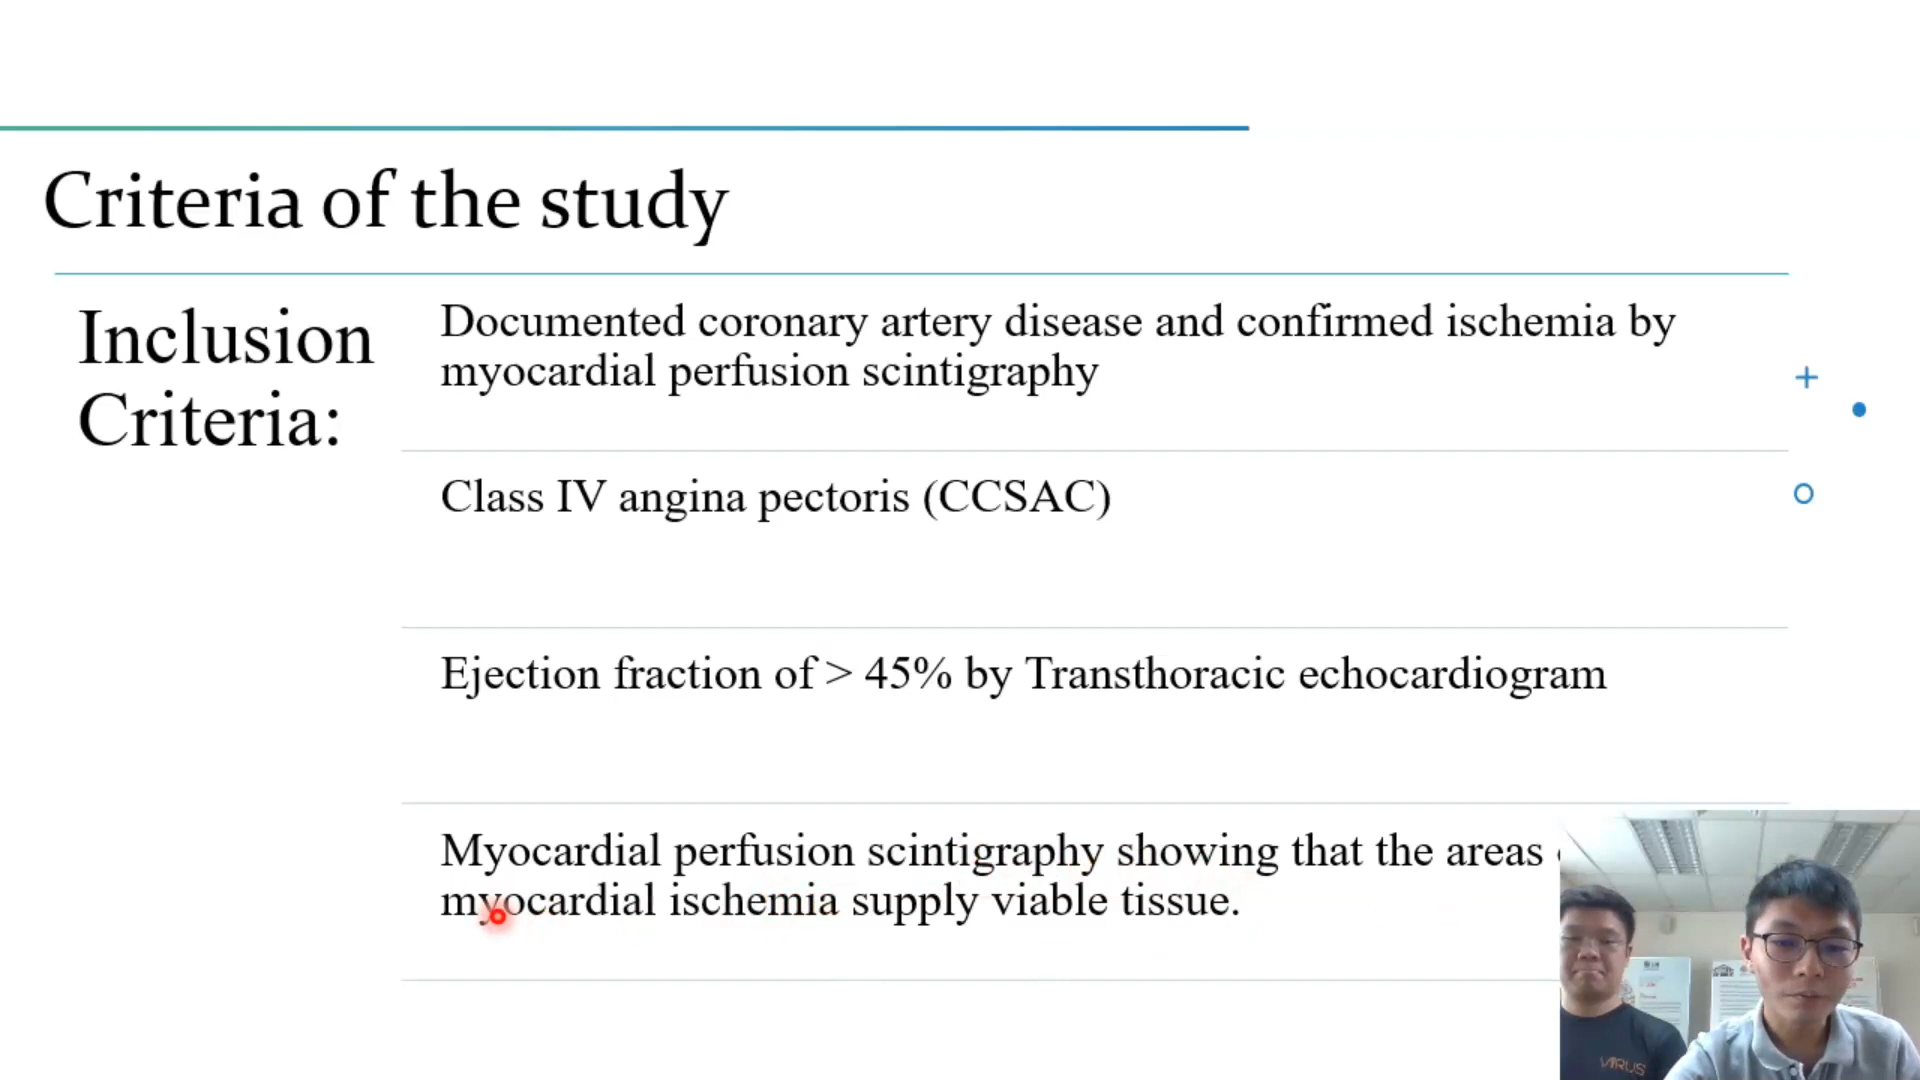 Criteria of the study
Inclusion
Criteria:
Documented coronary artery disease and confirmed ischemia by
myocardial perfusion scintigraphy
Class IV angina pectoris (CCSAC)
Ejection fraction of > 45% by Transthoracic echocardiogram
Myocardial perfusion scintigraphy showing that the areas
myocardial ischemia supply viable tissue.
VIRUS